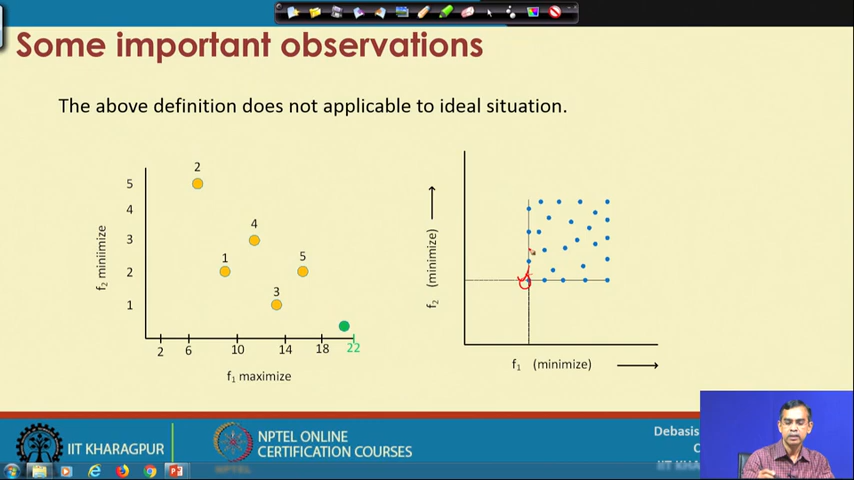 Some important observations
The above definition does not applicable to ideal situation.
2
4
1
5
3
5
4
3
2
1
f2 miniimize
2 6 10 14 18 22
f1 maximize
f2 (minimize)
f1 (minimize)
IIT KHARAGPUR
NPTEL ONLINE
CERTIFICATION COURSES
NPTEL
Debasis